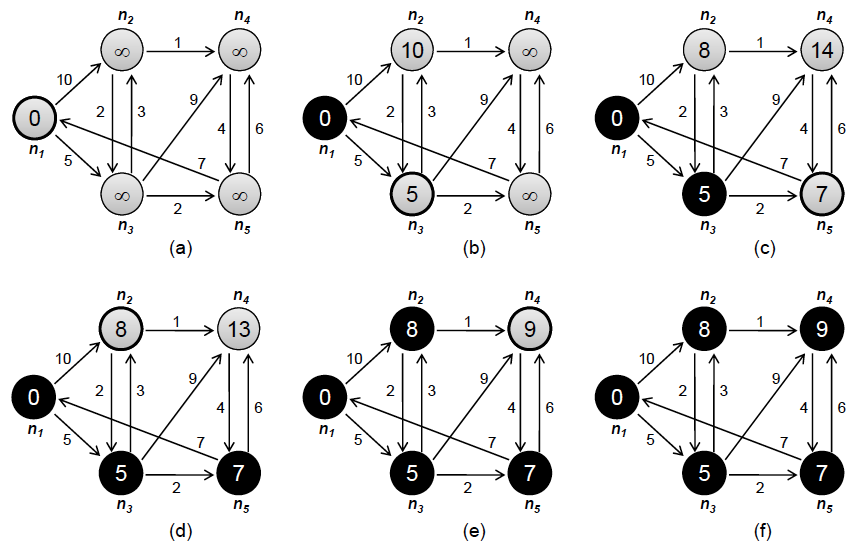 n2 n4
∞ 1 ∞
10
0 2 3 9 4 6
n1 5 7
∞ 2 ∞
n3 n5
(a)
n2 n4
10 1 ∞
10
0 2 3 9 4 6
n1 5 7
5 2 ∞
n3 n5
(b)
n2 n4
8 1 14
10
0 2 3 9 4 6
n1 5 7
5 2 7
n3 n5
(c)
n2 n4
8 1 13
10
0 2 3 9 4 6
n1 5 7
5 2 7
n3 n5
(d)
n2 n4
8 1 9
10
0 2 3 9 4 6
n1 5 7
5 2 7
n3 n5
(e)
n2 n4
8 1 9
10
0 2 3 9 4 6
n1 5 7
5 2 7
n3 n5
(f)